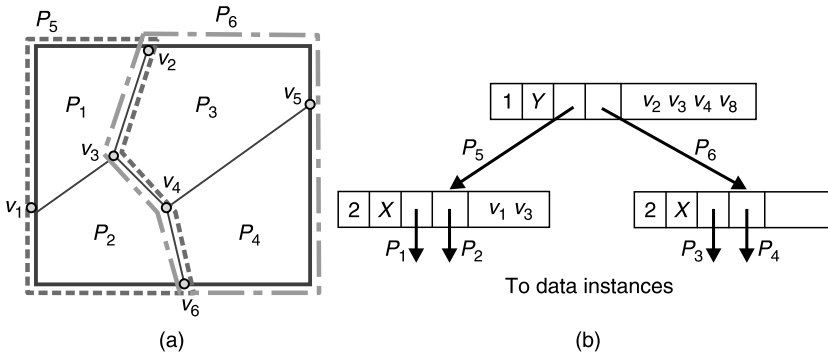 P5
P6
v2
P1
P3
v5
v3
v4
v1
P2
P4
v6
(a)
1 Y v2 v3 v4 v8
P5
P6
2 X v1 v3
2 X
P1
P2
P3
P4
To data instances
(b)